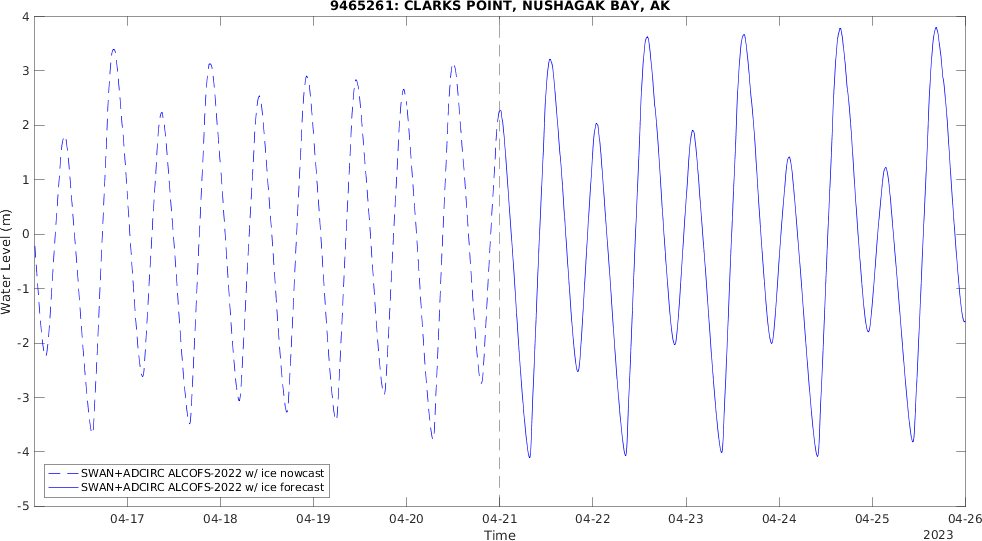 9465261: CLARKS POINT, NUSHAGAK BAY, AK
4
3
2
1
0
-1
-2
-3
-4
-5
Water Level (m)
SWAN+ADCIRC ALCOFS-2022 w/ ice nowcast
SWAN+ADCIRC ALCOFS-2022 w/ ice forecast
04-17 04-18 04-19 04-20 04-21 04-22 04-23 04-24 04-25 04-26
Time
2023